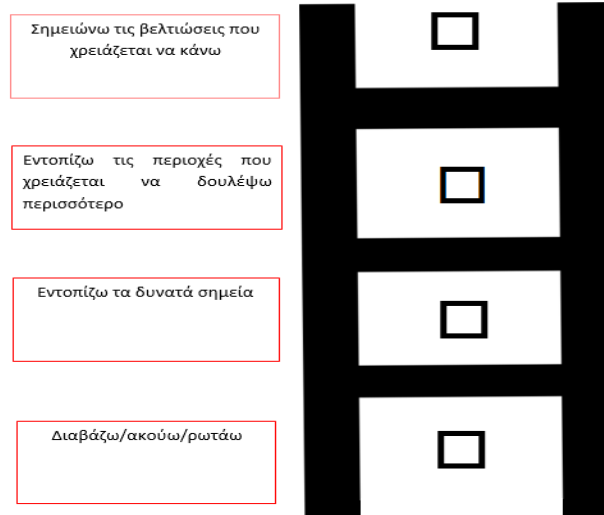 Σημειώνω τις βελτιώσεις που
χρειάζεται να κάνω
Εντοπίζω τις περιοχές που
χρειάζεται να δουλέψω
περισσότερο
Εντοπίζω τα δυνατά σημεία
Διαβάζω/ακούω/ρωτάω